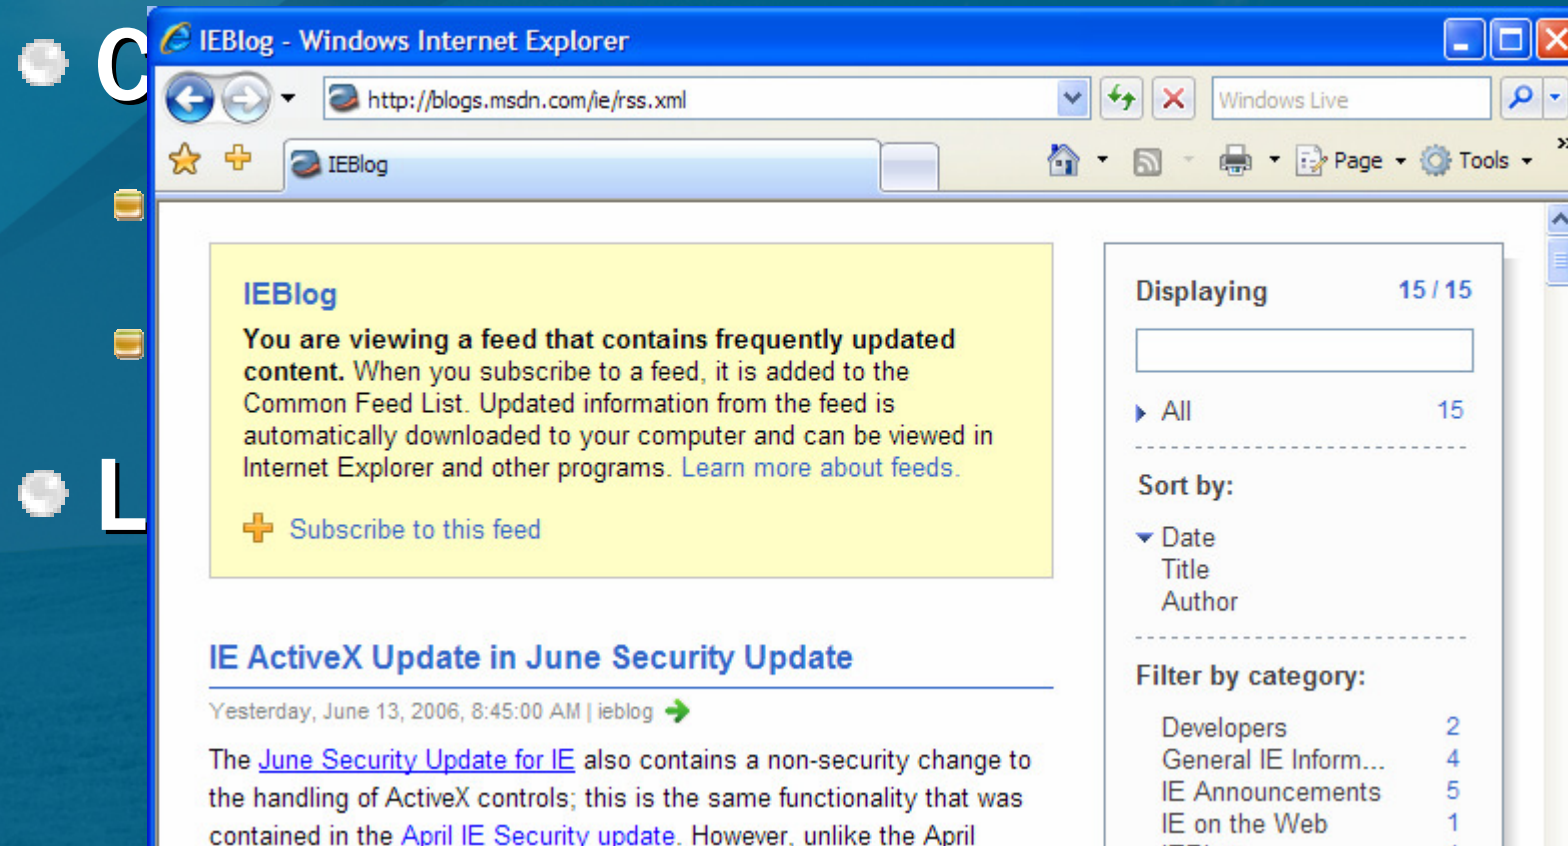 C
IEBlog - Windows Internet Explorer
http://blogs.msdn.com/ie/rss.xml
Windows Live
IEBlog
Page
Tools
IEBlog
You are viewing a feed that contains frequently updated
content. When you subscribe to a feed, it is added to the
Common Feed List. Updated information from the feed is
automatically downloaded to your computer and can be viewed in
Internet Explorer and other programs. Learn more about feeds.
Subscribe to this feed
L
IE ActiveX Update in June Security Update
Yesterday, June 13, 2006, 8:45:00 AM | ieblog
The June Security Update for IE also contains a non-security change to
the handling of ActiveX controls; this is the same functionality that was
contained in the April IE Security update. However, unlike the April
Displaying 15 / 15
All 15
Sort by:
Date
Title
Author
Filter by category:
Developers 2
General IE Inform... 4
IE Announcements 5
IE on the Web 1